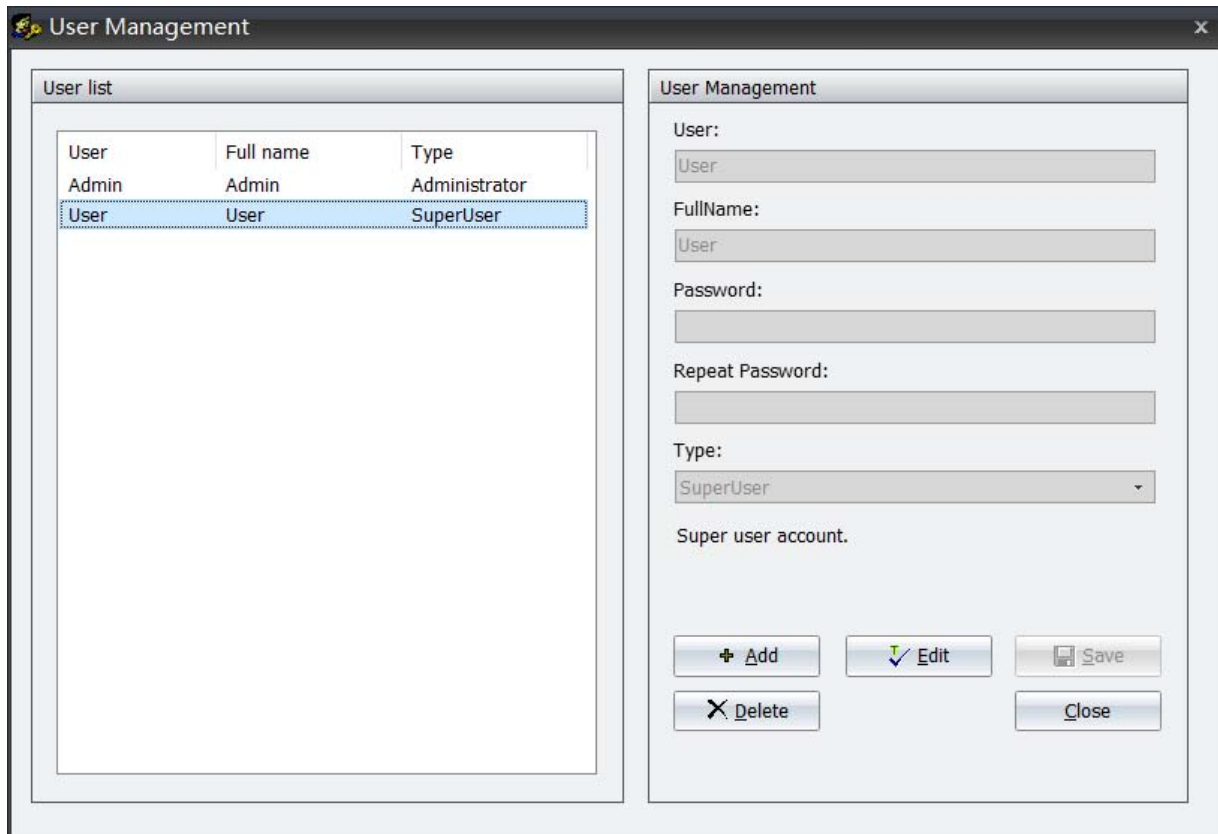 User Management
x
User list
User Full name Type
Admin Admin Administrator
User User SuperUser
User Management
User:
User
FullName:
User
Password:
Repeat Password:
Type:
SuperUser
Super user account.
Add Edit Save
Delete Close